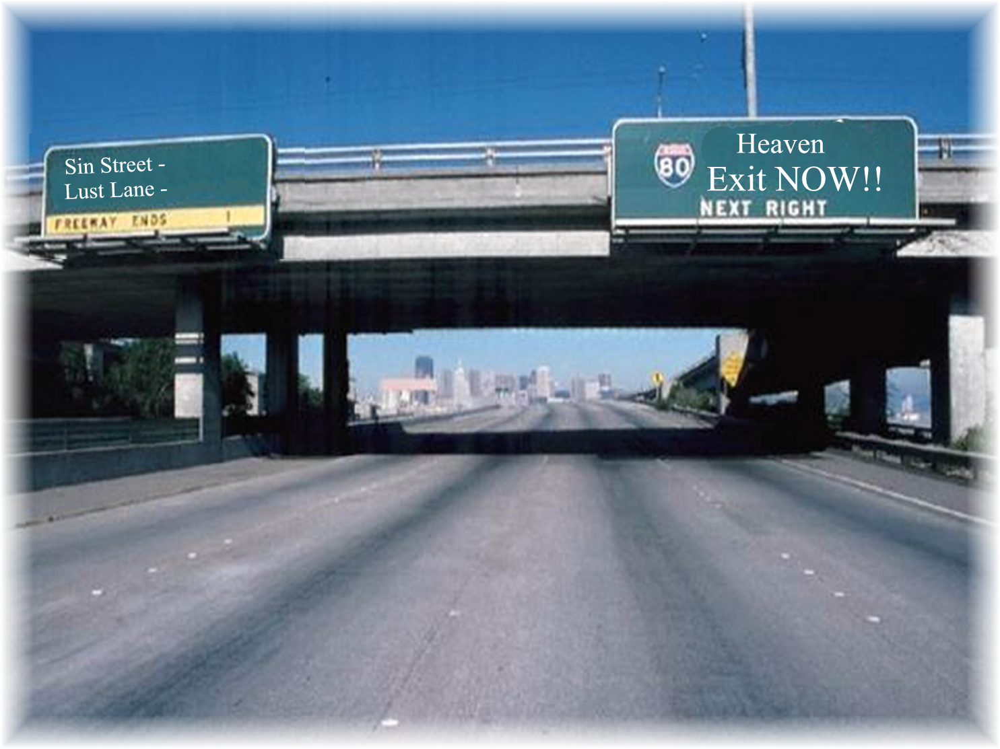 Sin Street -
Lust Lane -
FREEWAY ENDS 1
80
Heaven
Exit NOW!!
NEXT RIGHT